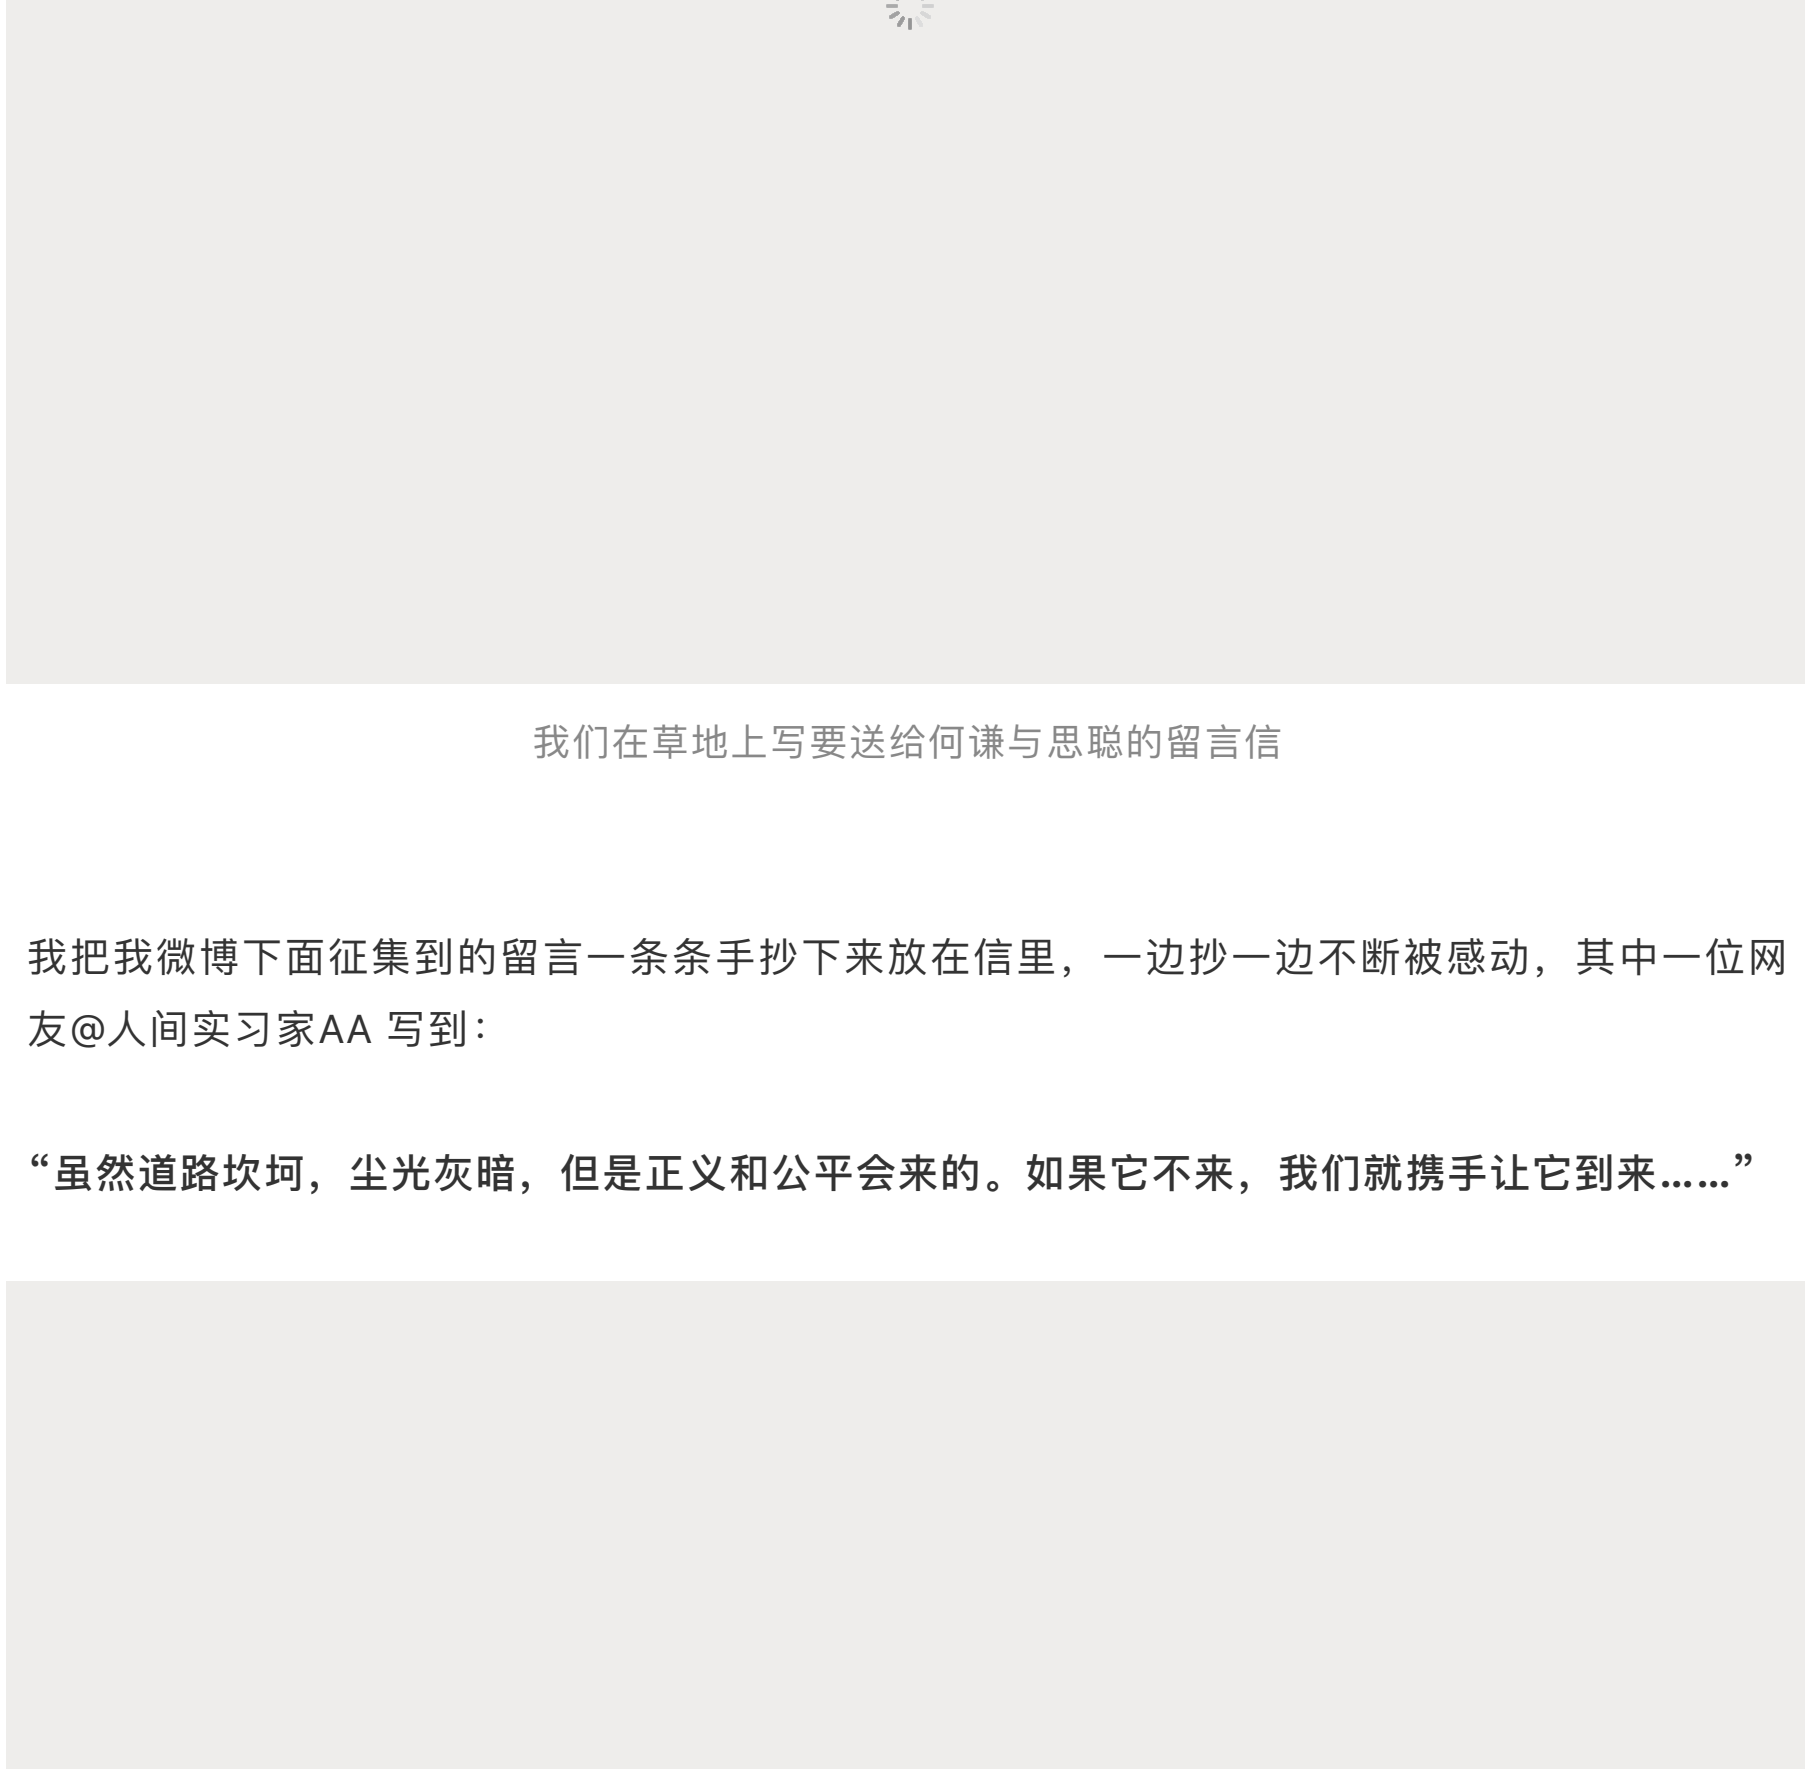 我们在草地上写要送给何谦与思聪的留言信
我把我微博下面征集到的留言一条条手抄下来放在信里，一边抄一边不断被感动，其中一位网
友@人间实习家AA 写到：
“虽然道路坎坷，尘光灰暗，但是正义和公平会来的。如果它不来，我们就携手让它到来……”